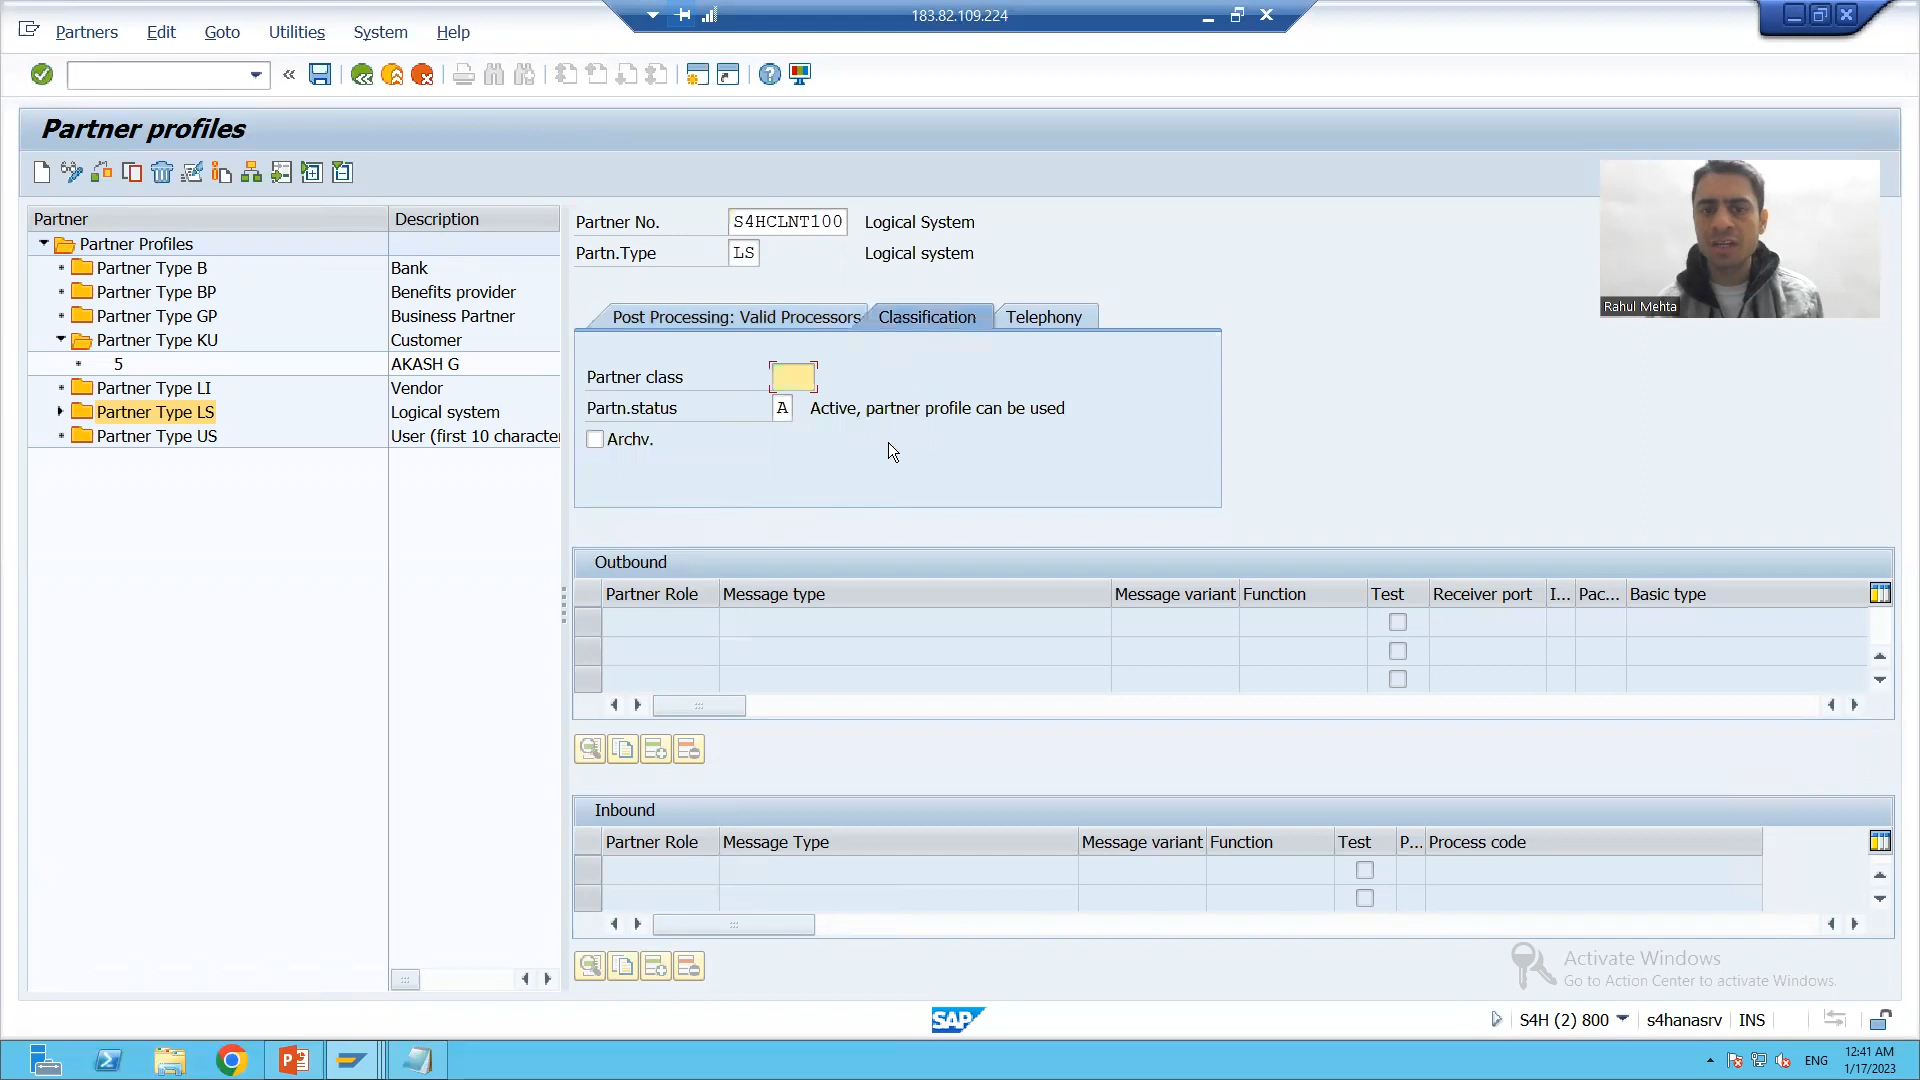 183.82.109.224
Partners Edit Goto Utilities System Help
Partner profiles
Partner Description
Partner Profiles
Partner Type B Bank
Partner Type BP Benefits provider
Partner Type GP Business Partner
Partner Type KU Customer
5 AKASH G
Partner Type LI Vendor
Partner Type LS Logical system
Partner Type US User (first 10 characte
Partner No. S4HCLNT100 Logical System
Partn.Type LS Logical system
Post Processing: Valid Processors Classification Telephony
Partner class
Partn.status A Active, partner profile can be used
Archv.
Rahul Mehta
Outbound
Partner Role Message type Message variant Function Test Receiver port I... Pac... Basic type
Inbound
Partner Role Message Type Message variant Function Test P... Process code
Activate Windows
Go to Action Center to activate Windows.
SAP
S4H (2) 800 s4hanasrv INS
ENG
12:41 AM
1/17/2023